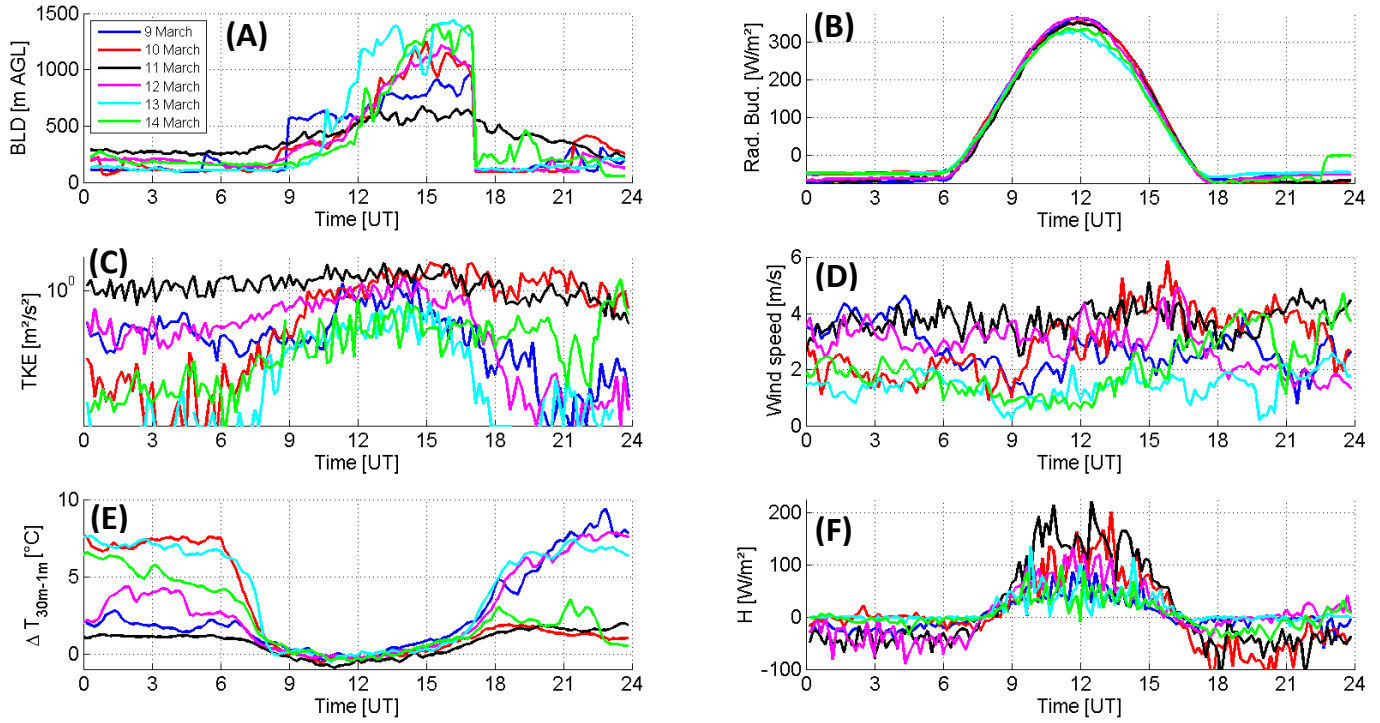 (A)
BLD [m AGL]
1500
1000
500
0
9 March
10 March
11 March
12 March
13 March
14 March
0 3 6 9 12 15 18 21 24
Time [UT]
(B)
Rad. Bud. [W/m²]
300
200
100
0
0 3 6 9 12 15 18 21 24
Time [UT]
(C)
TKE [m²/s²]
10⁰
0 3 6 9 12 15 18 21 24
Time [UT]
(D)
Wind speed [m/s]
6
4
2
0
0 3 6 9 12 15 18 21 24
Time [UT]
(E)
Δ T30m-1m [°C]
10
5
0
0 3 6 9 12 15 18 21 24
Time [UT]
(F)
H [W/m²]
200
100
0
-100
0 3 6 9 12 15 18 21 24
Time [UT]